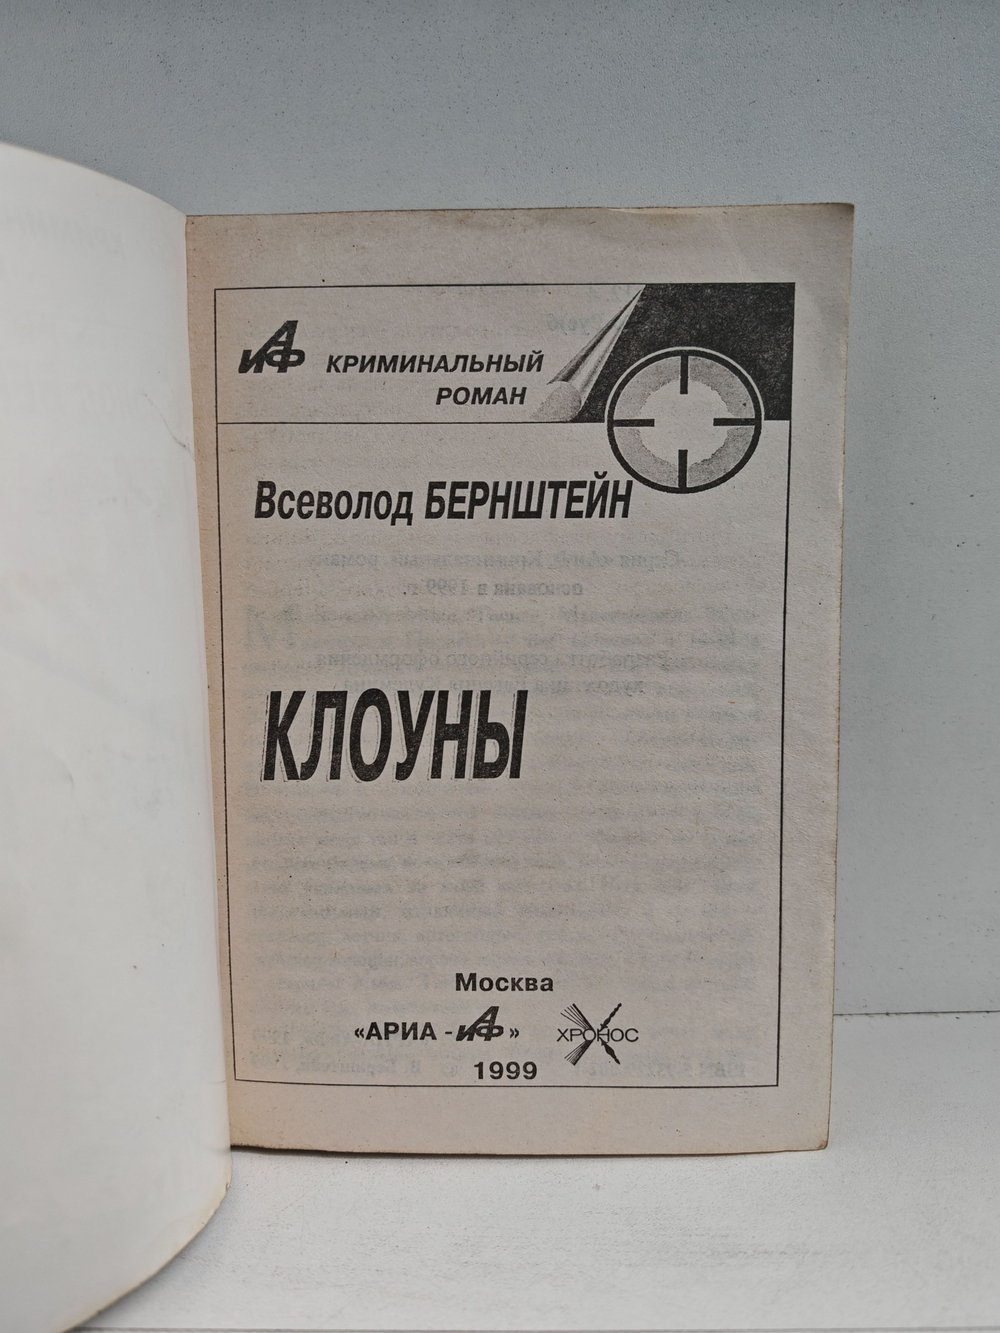 АИФ КРИМИНАЛЬНЫЙ
РОМАН
Всеволод БЕРНШТЕЙН
КЛОУНЫ
Москва
«АРИА - АИФ» ХРОНОС
1999